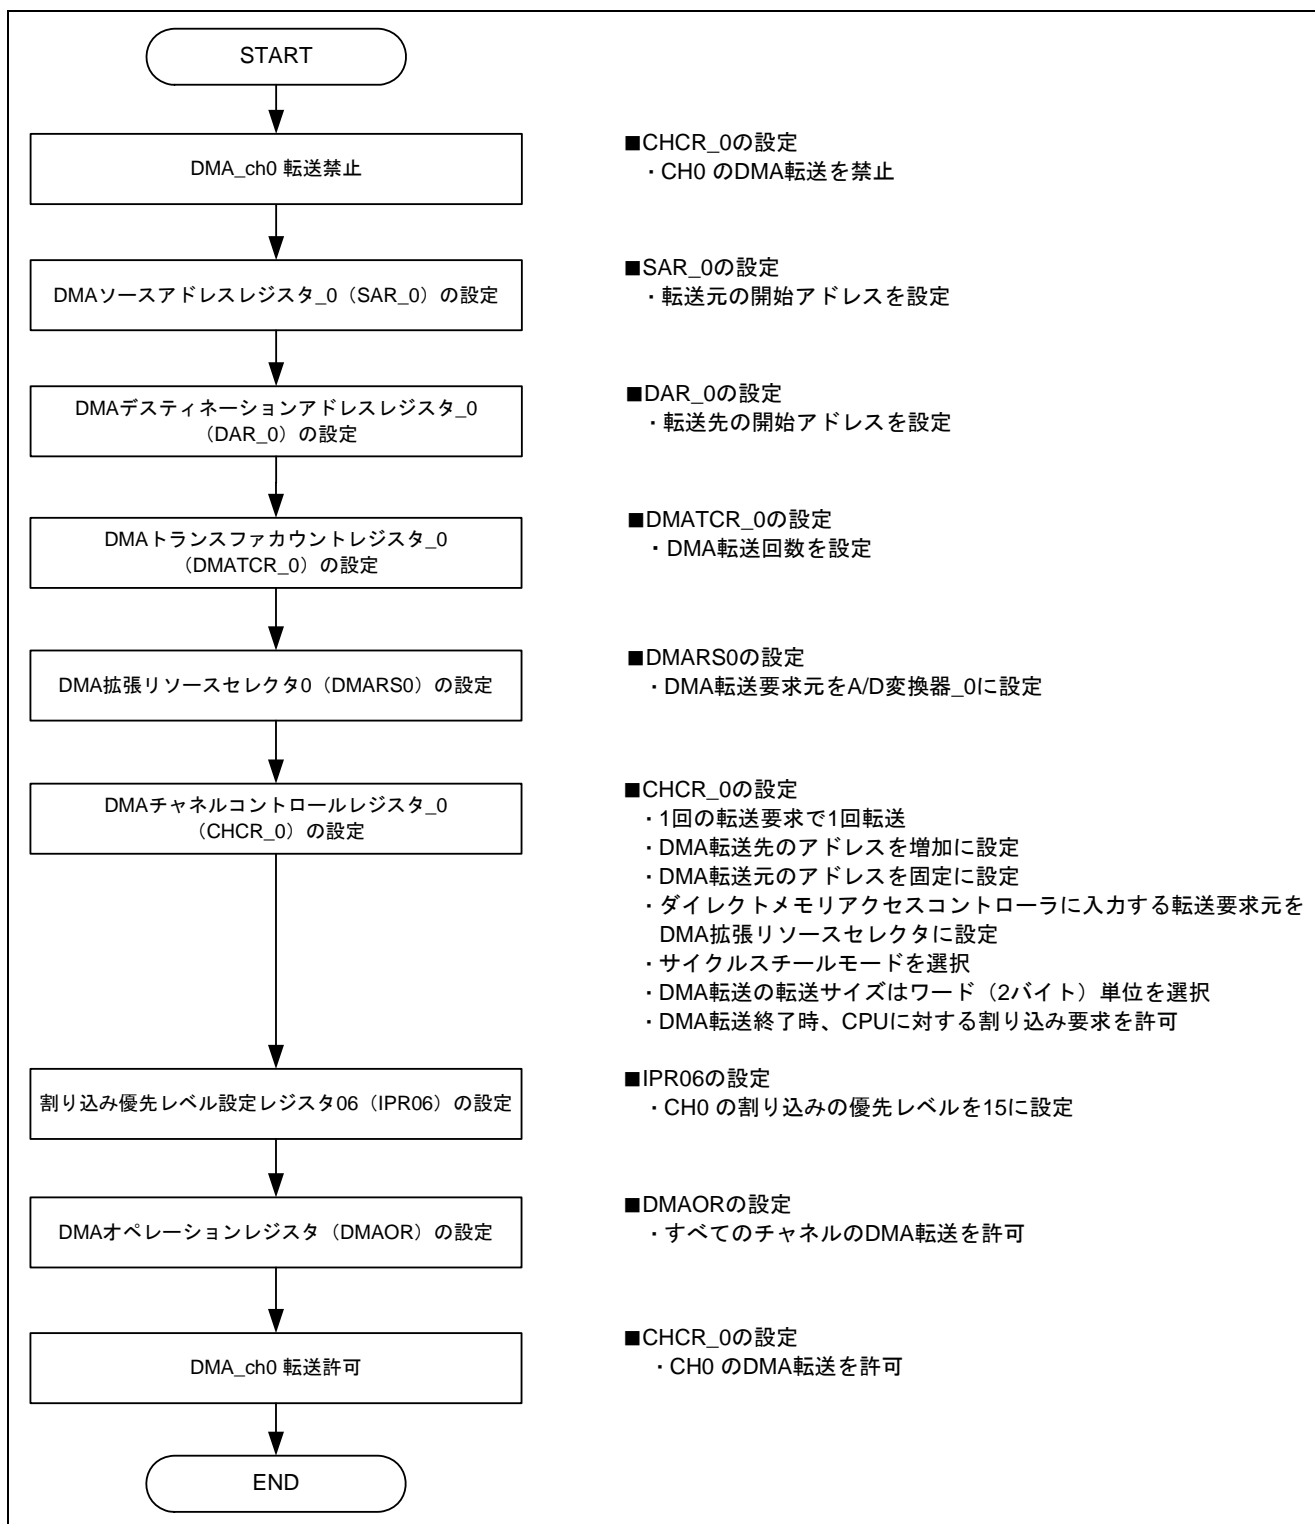 START
DMA_ch0 転送禁止
■CHCR_0の設定
・CH0 のDMA転送を禁止
DMAソースアドレスレジスタ_0（SAR_0）の設定
■SAR_0の設定
・転送元の開始アドレスを設定
DMAデスティネーションアドレスレジスタ_0
（DAR_0）の設定
■DAR_0の設定
・転送先の開始アドレスを設定
DMAトランスファカウントレジスタ_0
（DMATCR_0）の設定
■DMATCR_0の設定
・DMA転送回数を設定
DMA拡張リソースセレクタ0（DMARS0）の設定
■DMARS0の設定
・DMA転送要求元をA/D変換器_0に設定
DMAチャネルコントロールレジスタ_0
（CHCR_0）の設定
■CHCR_0の設定
・1回の転送要求で1回転送
・DMA転送先のアドレスを増加に設定
・DMA転送元のアドレスを固定に設定
・ダイレクトメモリアクセスコントローラに入力する転送要求元を
DMA拡張リソースセレクタに設定
・サイクルスチールモードを選択
・DMA転送の転送サイズはワード（2バイト）単位を選択
・DMA転送終了時、CPUに対する割り込み要求を許可
割り込み優先レベル設定レジスタ06（IPR06）の設定
■IPR06の設定
・CH0 の割り込みの優先レベルを15に設定
DMAオペレーションレジスタ（DMAOR）の設定
■DMAORの設定
・すべてのチャネルのDMA転送を許可
DMA_ch0 転送許可
■CHCR_0の設定
・CH0 のDMA転送を許可
END